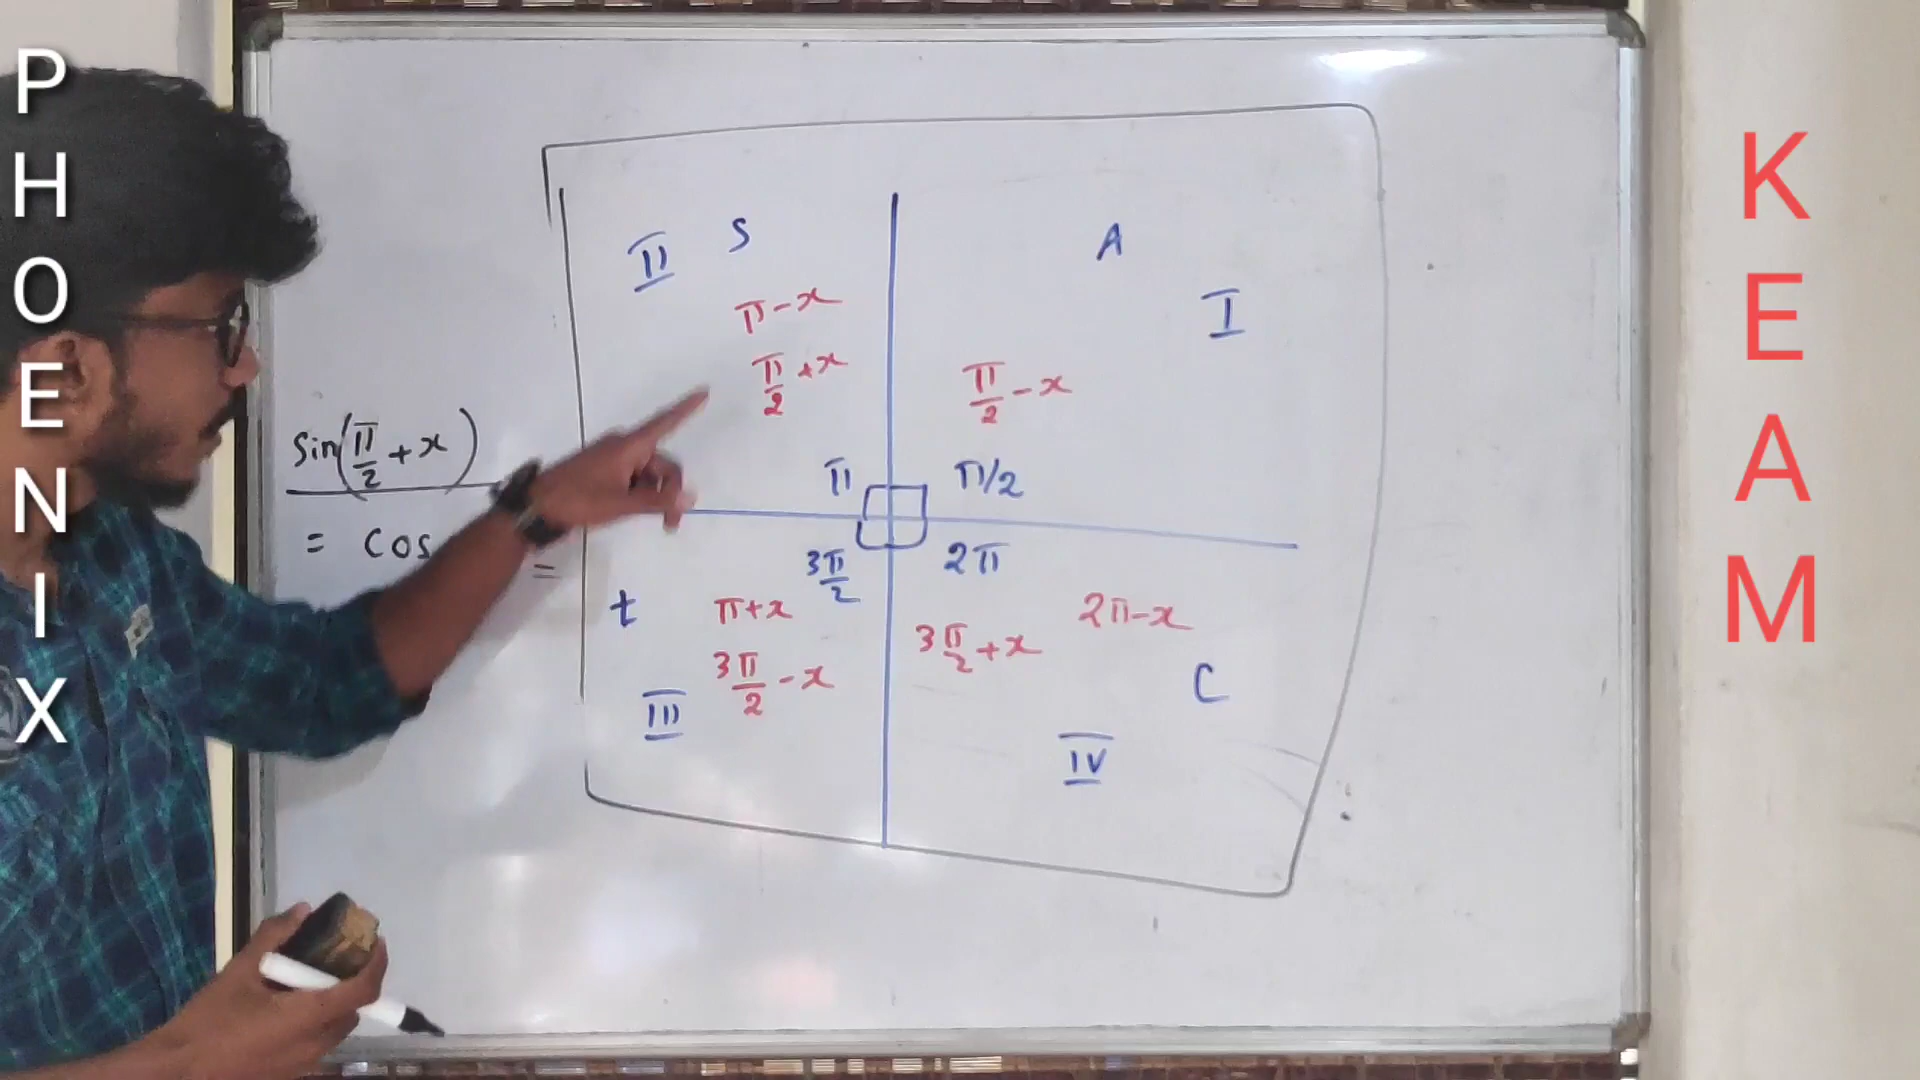 PHOENIX
KEAM
sin(π/2 + x)
= cos
=
II S
π - x
π/2 + x
A
I
π/2 - x
π
π/2
3π/2
2π
t
π + x
3π/2 - x
III
3π/2 + x
2π - x
C
IV